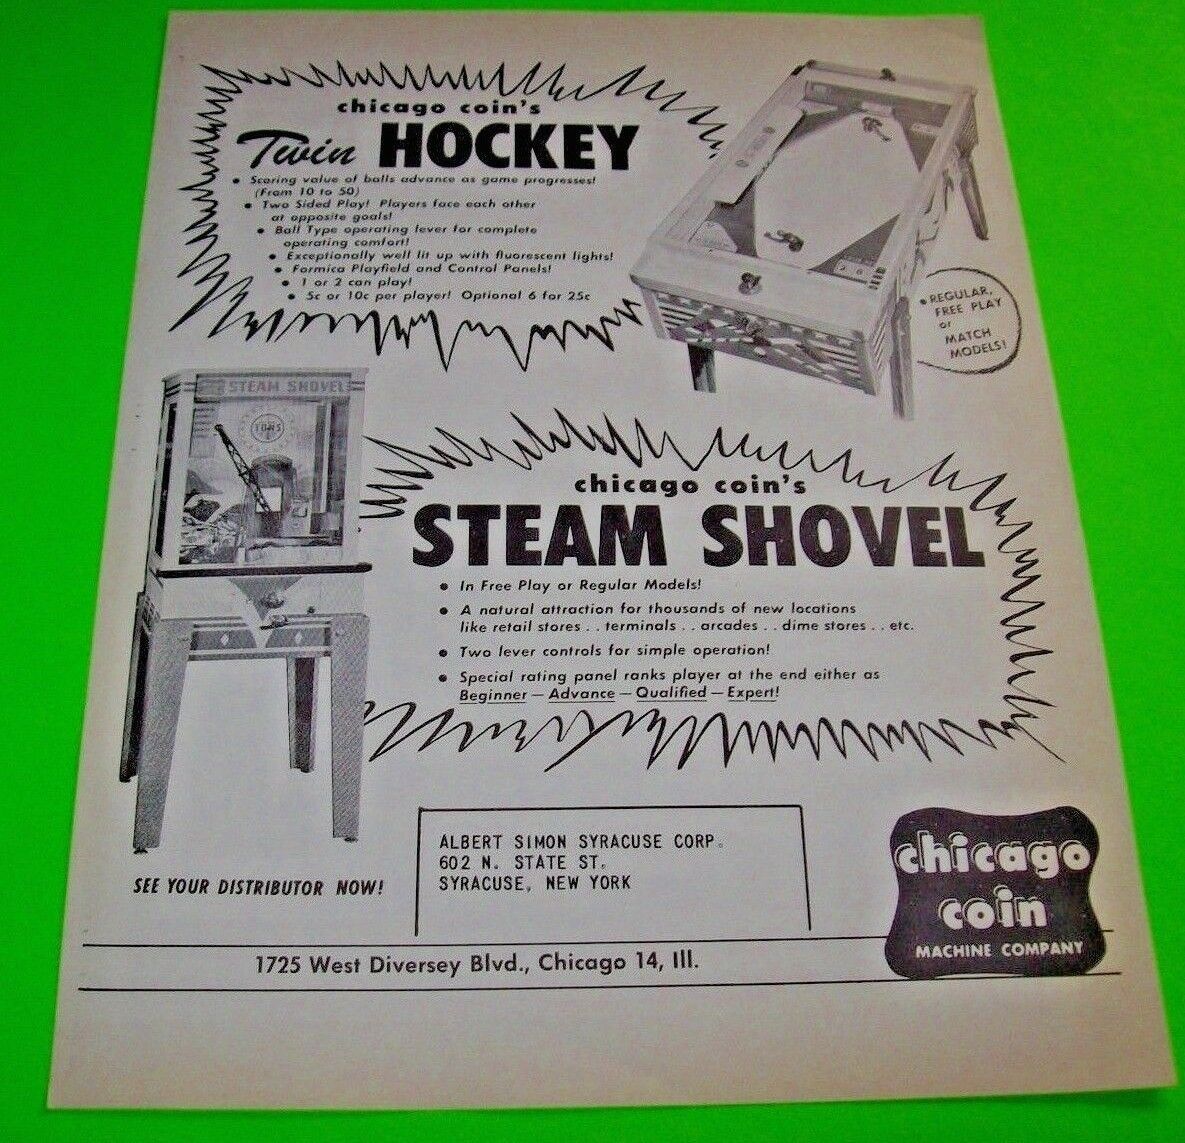 chicago coin's
Twin HOCKEY
• Scoring value of balls advance as game progresses!
(From 10 to 50)
• Two Sided Play! Players face each other
at opposite goals!
• Ball Type operating lever for complete
operating comfort!
• Exceptionally well lit up with fluorescent lights!
• Formica Playfield and Control Panels!
• 1 or 2 can play!
• 5c or 10c per player! Optional 6 for 25c
• REGULAR,
FREE PLAY
or
MATCH
MODELS!
STEAM SHOVEL
TONS
chicago coin's
STEAM SHOVEL
• In Free Play or Regular Models!
• A natural attraction for thousands of new locations
like retail stores . . terminals . . arcades . . dime stores . . etc.
• Two lever controls for simple operation!
• Special rating panel ranks player at the end either as
Beginner — Advance — Qualified — Expert!
SEE YOUR DISTRIBUTOR NOW!
ALBERT SIMON SYRACUSE CORP.
602 N. STATE ST.
SYRACUSE, NEW YORK
chicago
coin
MACHINE COMPANY
1725 West Diversey Blvd., Chicago 14, Ill.